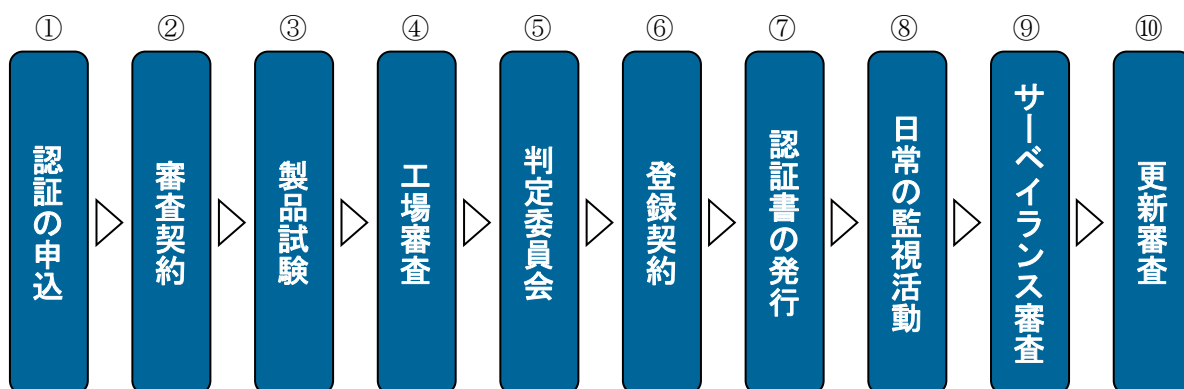 ①
認証の申込
②
審査契約
③
製品試験
④
工場審査
⑤
判定委員会
⑥
登録契約
⑦
認証書の発行
⑧
日常の監視活動
⑨
サーベイランス審査
⑩
更新審査